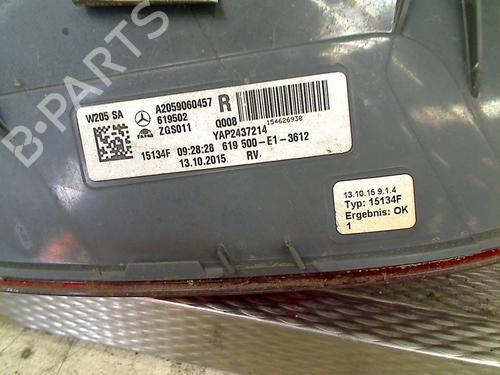 B-PARTS
W205 SA
A2059060457
R
619502
ZGS011
Q008
154626938
YAP2437214
15134F 09:28:28 619 500-E1-3612
13.10.2015 RV
13.10.15 9.1.4
Typ: 15134F
Ergebnis: OK
1